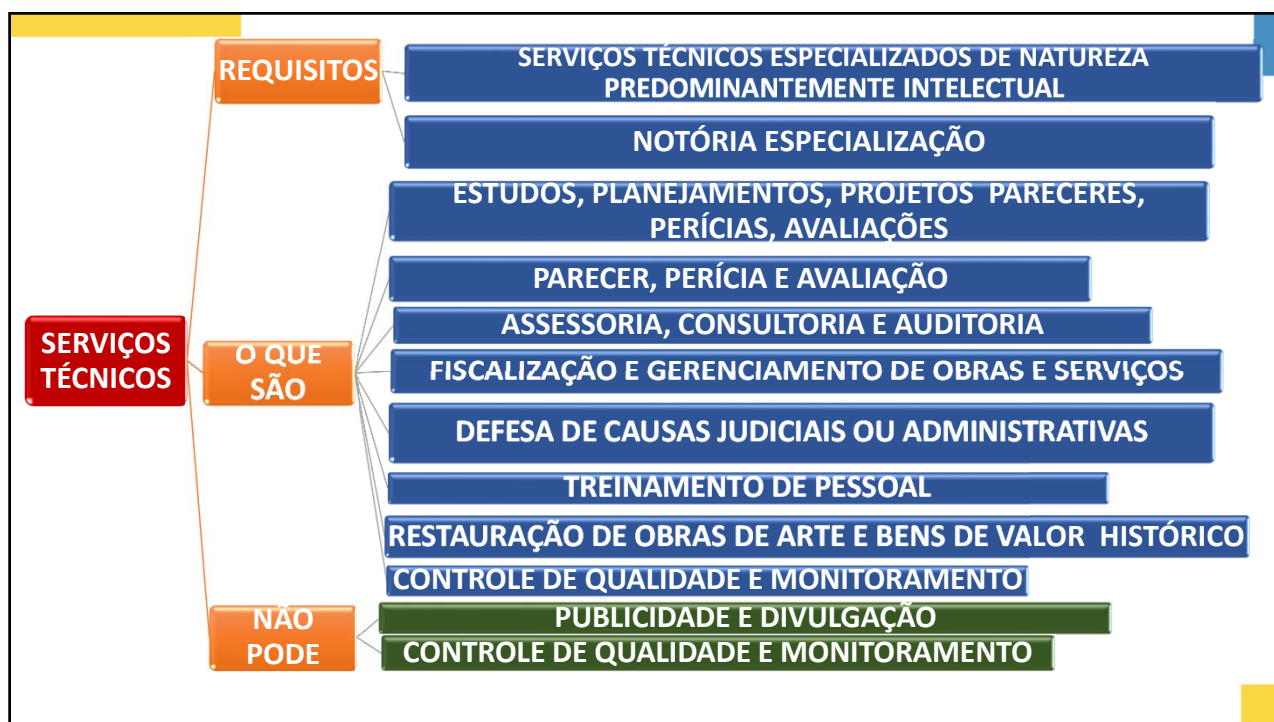 SERVIÇOS
TÉCNICOS
REQUISITOS
SERVIÇOS TÉCNICOS ESPECIALIZADOS DE NATUREZA
PREDOMINANTEMENTE INTELECTUAL
NOTÓRIA ESPECIALIZAÇÃO
O QUE
SÃO
ESTUDOS, PLANEJAMENTOS, PROJETOS PARECERES,
PERÍCIAS, AVALIAÇÕES
PARECER, PERÍCIA E AVALIAÇÃO
ASSESSORIA, CONSULTORIA E AUDITORIA
FISCALIZAÇÃO E GERENCIAMENTO DE OBRAS E SERVIÇOS
DEFESA DE CAUSAS JUDICIAIS OU ADMINISTRATIVAS
TREINAMENTO DE PESSOAL
RESTAURAÇÃO DE OBRAS DE ARTE E BENS DE VALOR HISTÓRICO
CONTROLE DE QUALIDADE E MONITORAMENTO
NÃO
PODE
PUBLICIDADE E DIVULGAÇÃO
CONTROLE DE QUALIDADE E MONITORAMENTO